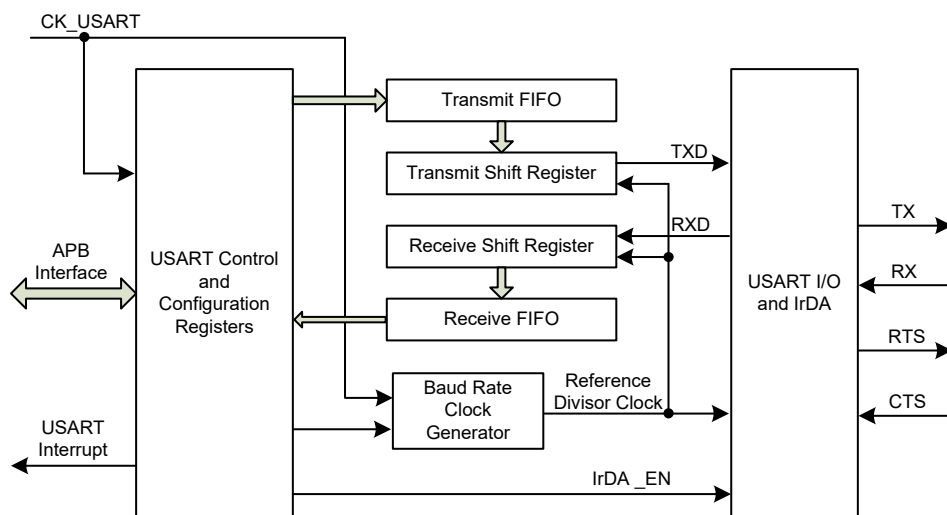 CK_USART
Transmit FIFO
TXD
Transmit Shift Register
TX
RXD
Receive Shift Register
APB
Interface
USART Control
and
Configuration
Registers
USART I/O
and IrDA
RX
Receive FIFO
RTS
Baud Rate
Clock
Generator
Reference
Divisor Clock
CTS
USART
Interrupt
IrDA _EN